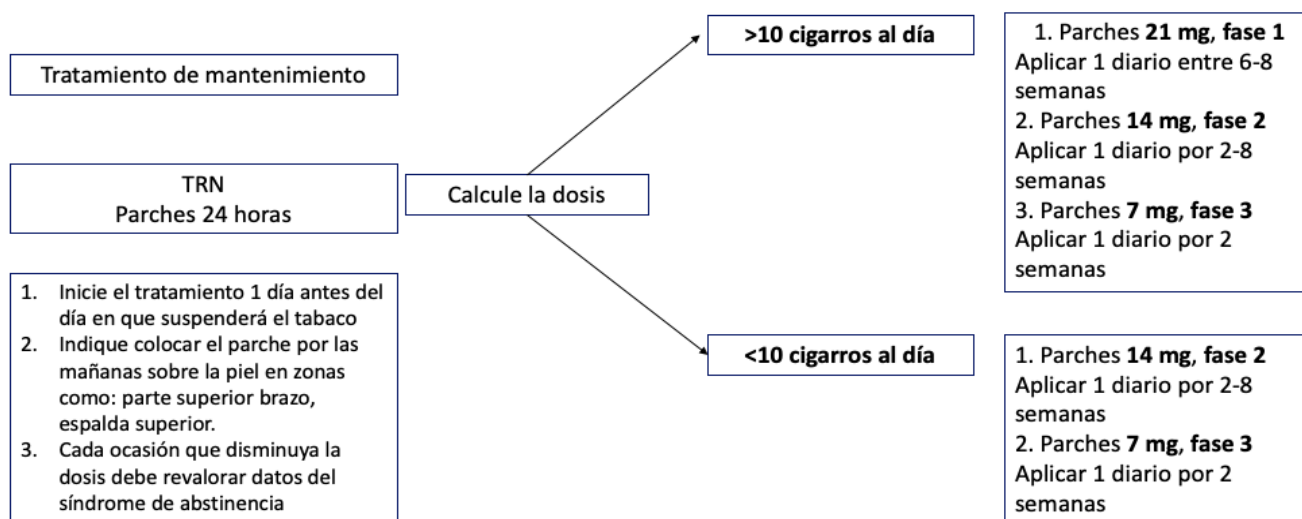 Tratamiento de mantenimiento
TRN
Parches 24 horas
1. Inicie el tratamiento 1 día antes del
día en que suspenderá el tabaco
2. Indique colocar el parche por las
mañanas sobre la piel en zonas
como: parte superior brazo,
espalda superior.
3. Cada ocasión que disminuya la
dosis debe revalorar datos del
síndrome de abstinencia
Calcule la dosis
>10 cigarros al día
1. Parches 21 mg, fase 1
Aplicar 1 diario entre 6-8
semanas
2. Parches 14 mg, fase 2
Aplicar 1 diario por 2-8
semanas
3. Parches 7 mg, fase 3
Aplicar 1 diario por 2
semanas
<10 cigarros al día
1. Parches 14 mg, fase 2
Aplicar 1 diario por 2-8
semanas
2. Parches 7 mg, fase 3
Aplicar 1 diario por 2
semanas